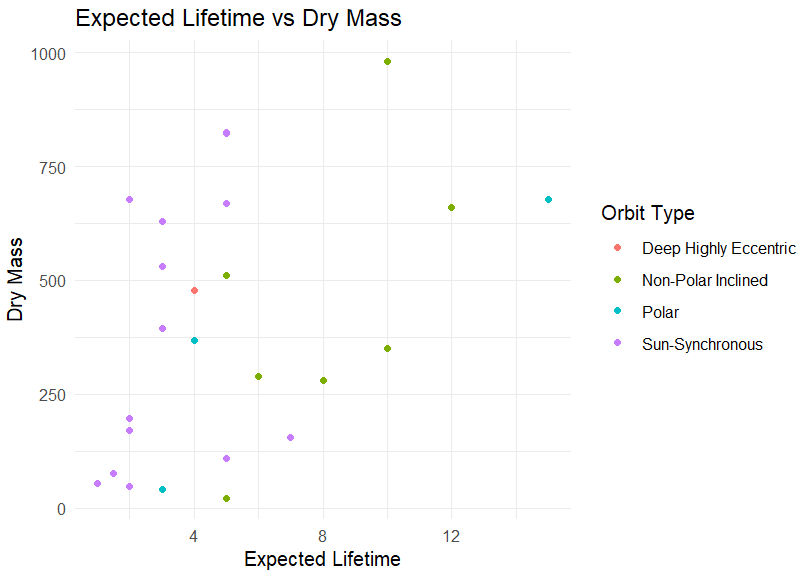 Expected Lifetime vs Dry Mass
1000
750
500
250
0
Dry Mass
4 8 12
Expected Lifetime
Orbit Type
Deep Highly Eccentric
Non-Polar Inclined
Polar
Sun-Synchronous